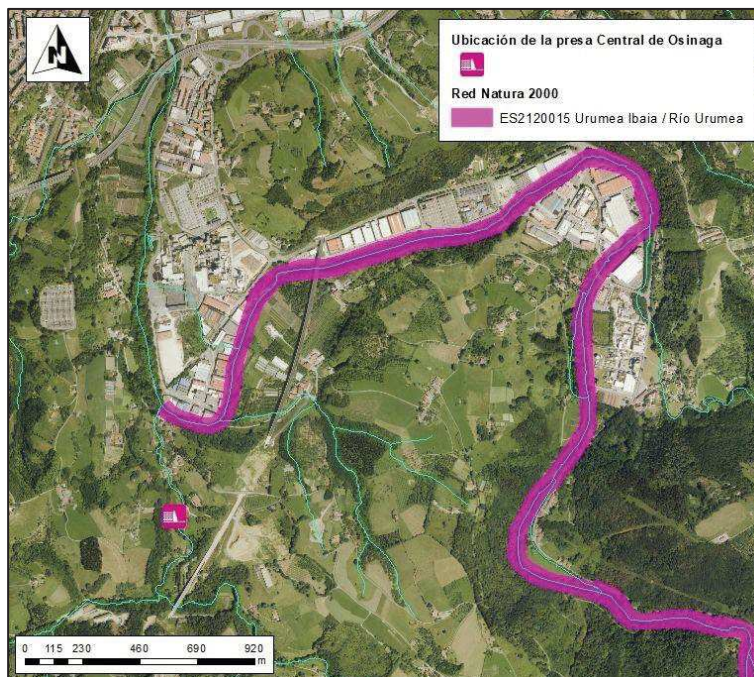 N
Ubicación de la presa Central de Osinaga
Red Natura 2000
ES2120015 Urumea Ibaia / Río Urumea
0 115 230 460 690 920
m